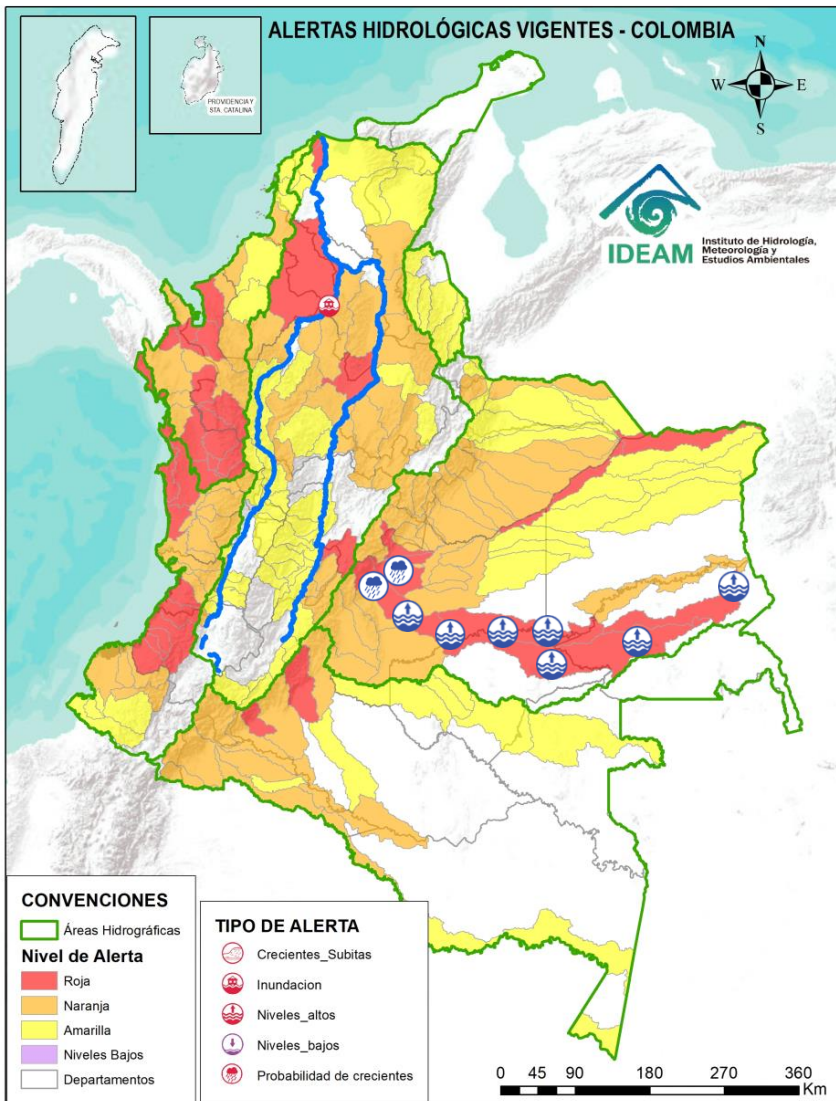 ALERTAS HIDROLÓGICAS VIGENTES - COLOMBIA
PROVIDENCIA Y
STA. CATALINA
N
W
E
S
IDEAM
Instituto de Hidrología,
Meteorología y
Estudios Ambientales
CONVENCIONES
Áreas Hidrográficas
Nivel de Alerta
Roja
Naranja
Amarilla
Niveles Bajos
Departamentos
TIPO DE ALERTA
Crecientes_Subitas
Inundacion
Niveles_altos
Niveles_bajos
Probabilidad de crecientes
0 45 90 180 270 360
Km